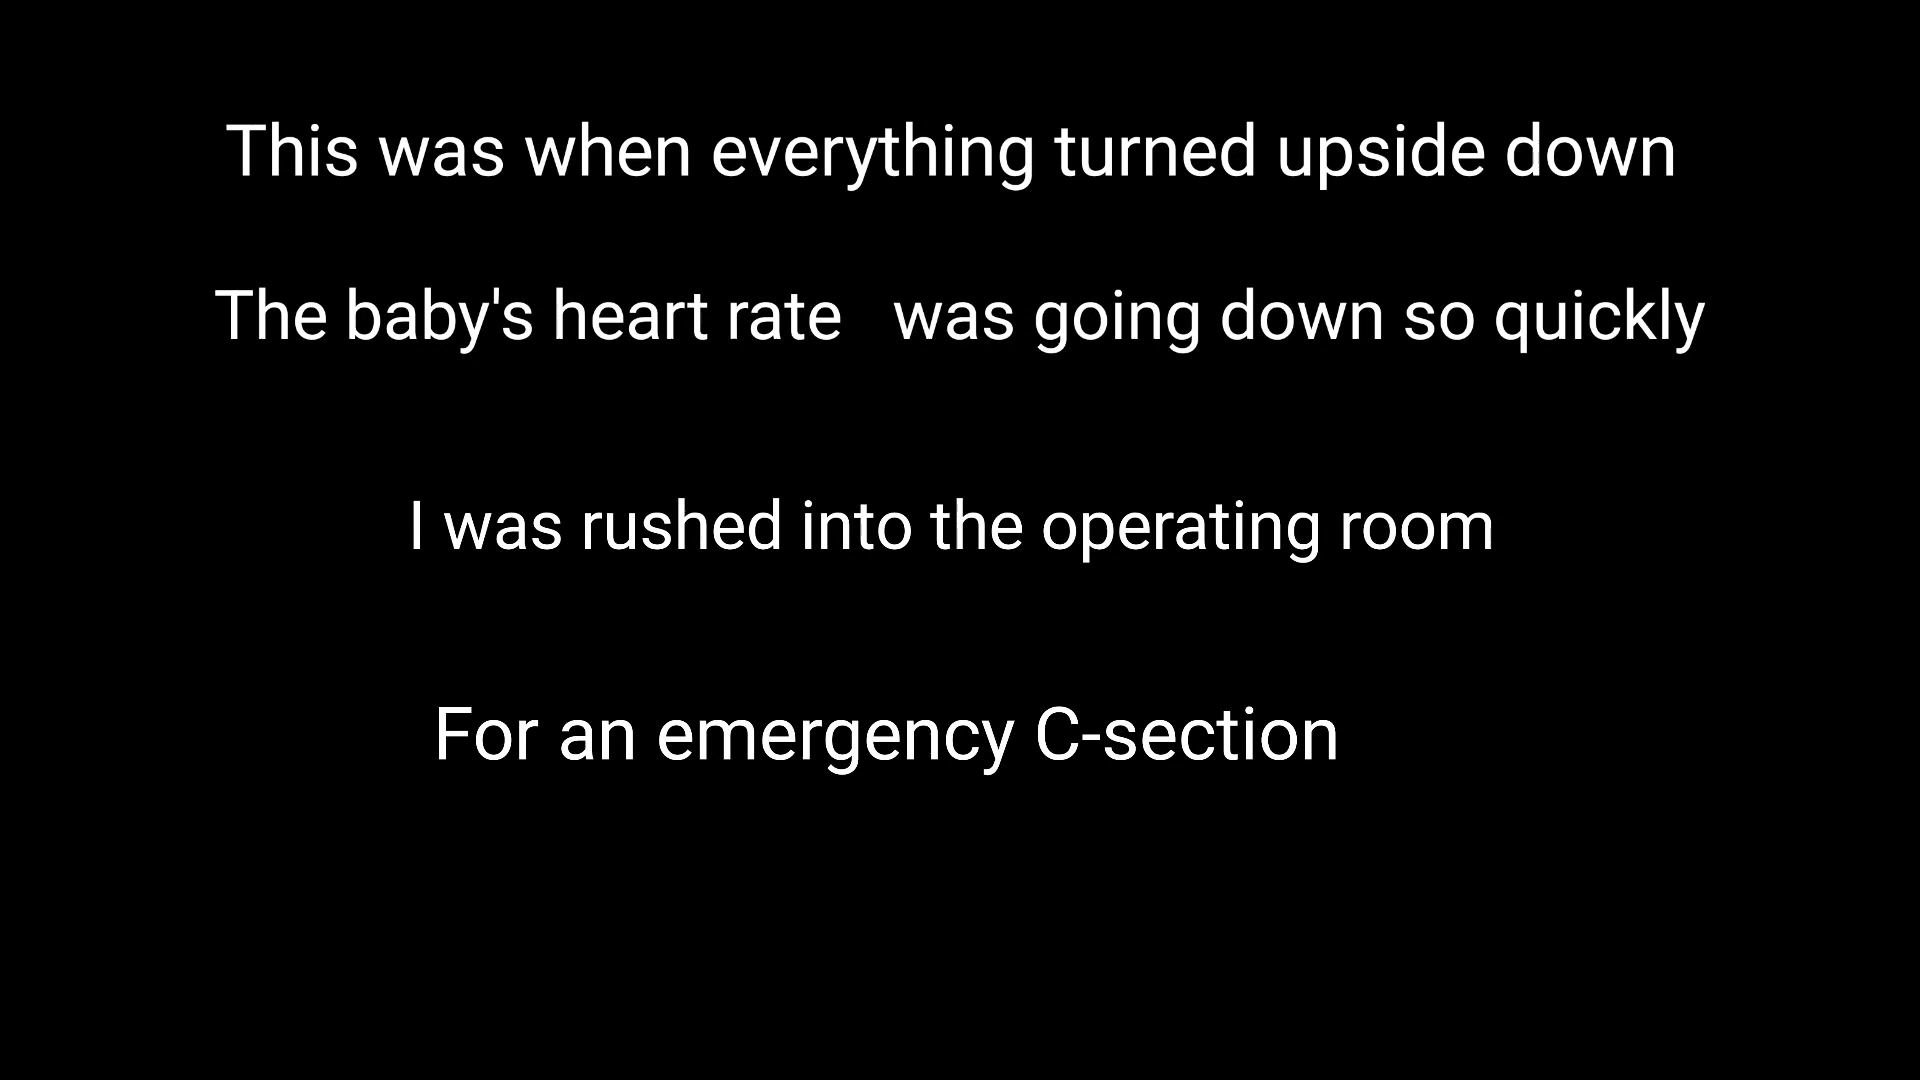 This was when everything turned upside down
The baby's heart rate   was going down so quickly
I was rushed into the operating room
For an emergency C-section